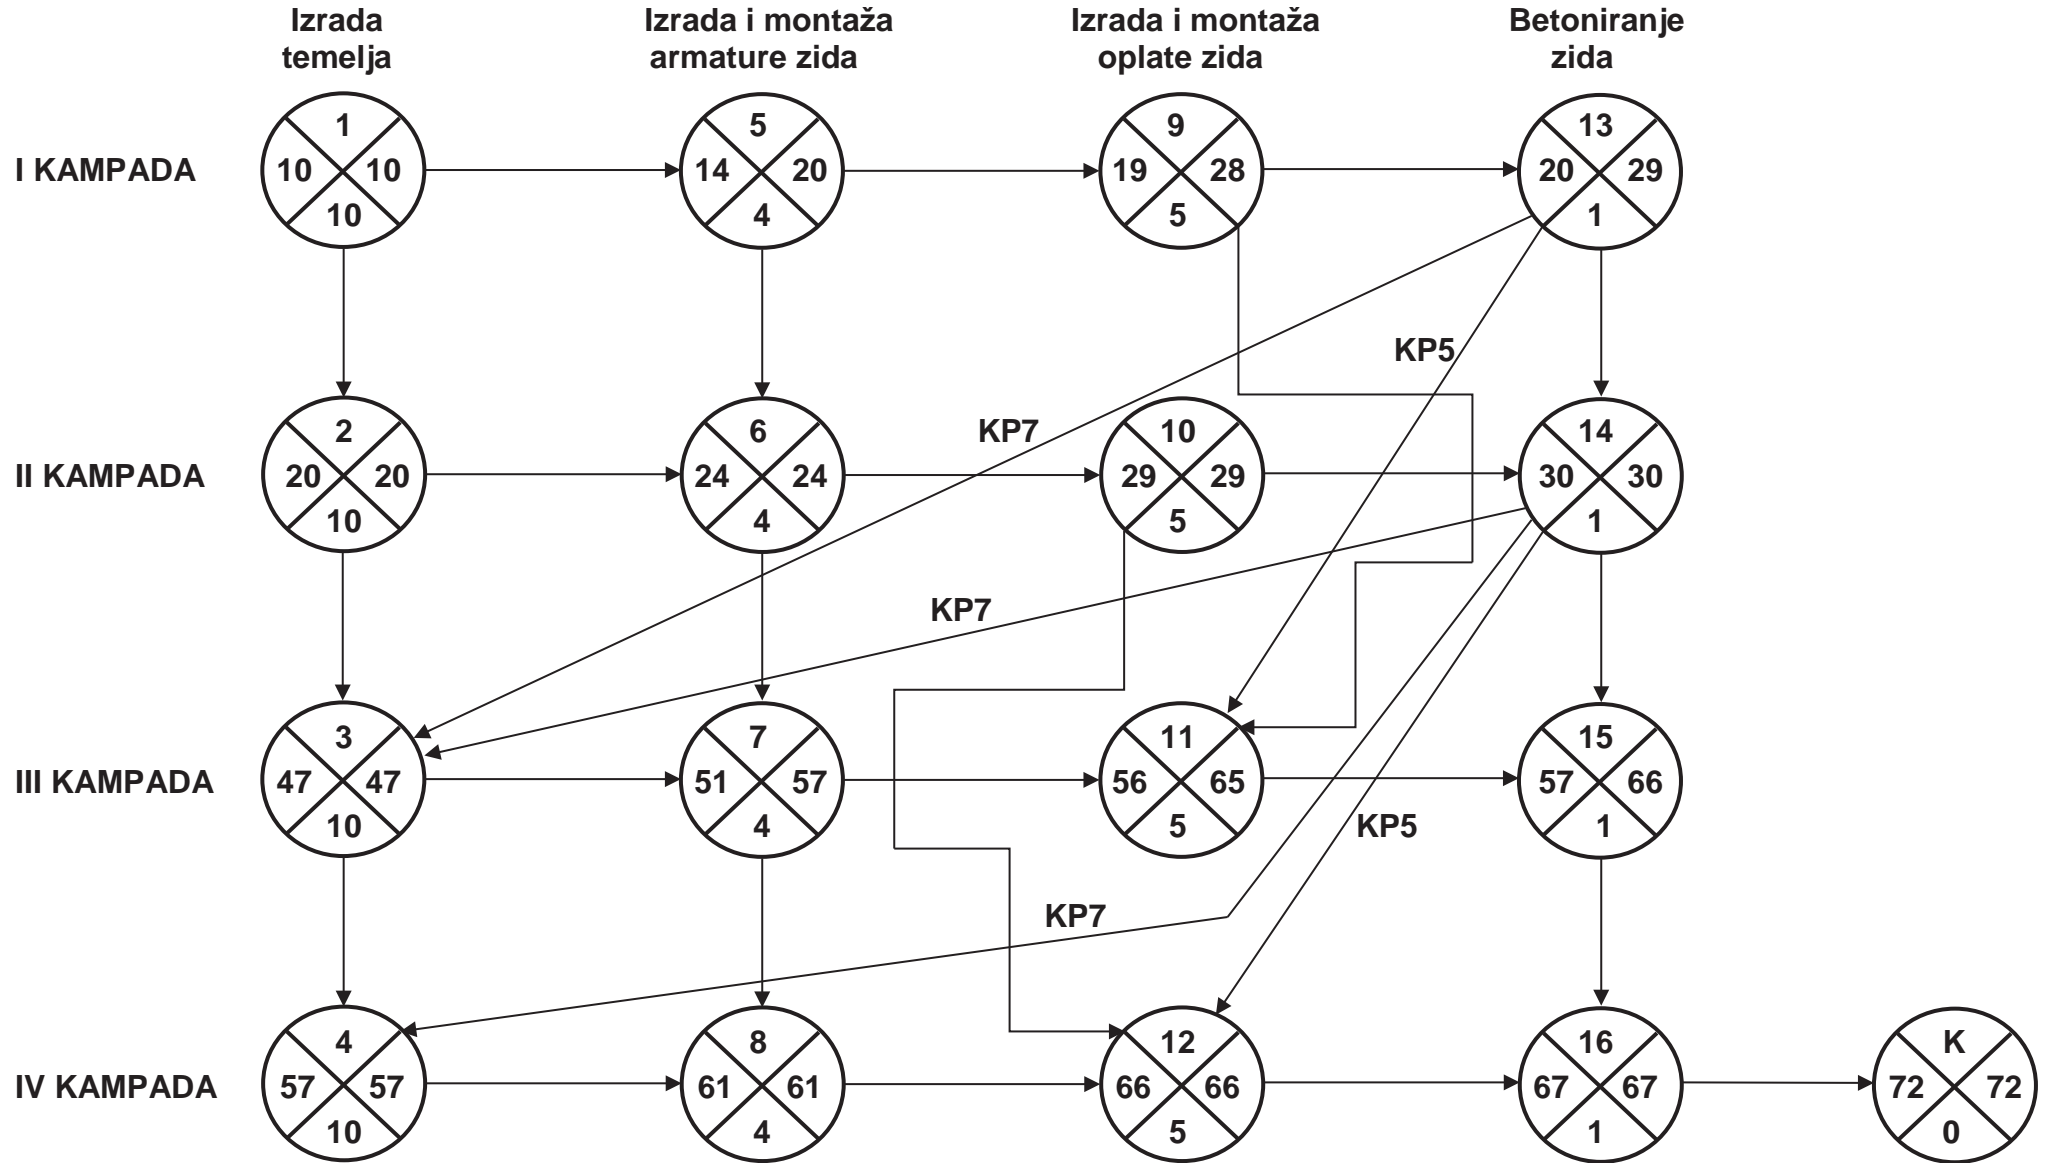 Izrada
temelja
Izrada i montaža
armature zida
Izrada i montaža
oplate zida
Betoniranje
zida
I KAMPADA
1
10 10
10
5
14 20
4
9
19 28
5
13
20 29
1
KP5
KP7
II KAMPADA
2
20 20
10
6
24 24
4
10
29 29
5
14
30 30
1
KP7
III KAMPADA
3
47 47
10
7
51 57
4
11
56 65
5
15
57 66
1
KP5
KP7
IV KAMPADA
4
57 57
10
8
61 61
4
12
66 66
5
16
67 67
1
K
72 72
0